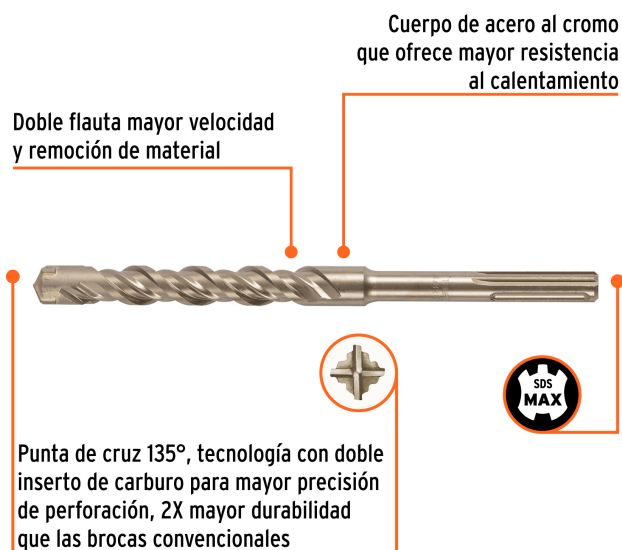 Cuerpo de acero al cromo
que ofrece mayor resistencia
al calentamiento
Doble flauta mayor velocidad
y remoción de material
SDS
MAX
Punta de cruz 135°, tecnología con doble
inserto de carburo para mayor precisión
de perforación, 2X mayor durabilidad
que las brocas convencionales